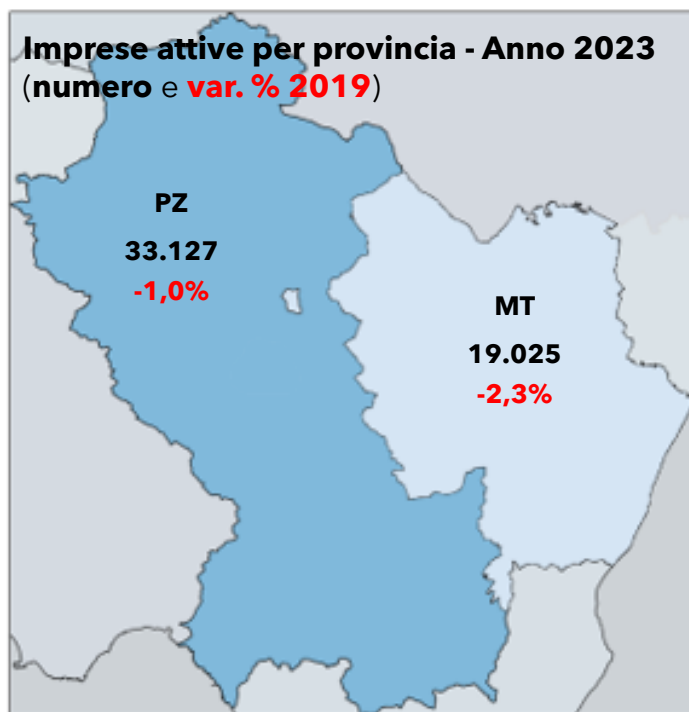 Imprese attive per provincia - Anno 2023
(numero e var. % 2019)
PZ
33.127
-1,0%
MT
19.025
-2,3%